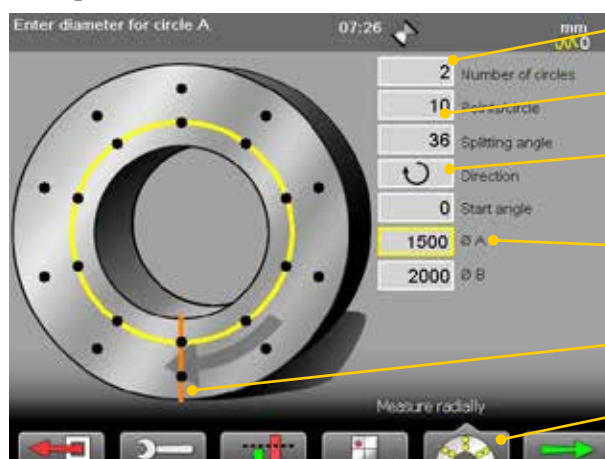 Enter diameter for circle A 07:26 mm
0
2 Number of circles
10 Points/circle
36 Splitting angle
Direction
0 Start angle
1500 Ø A
2000 Ø B
Measure radially